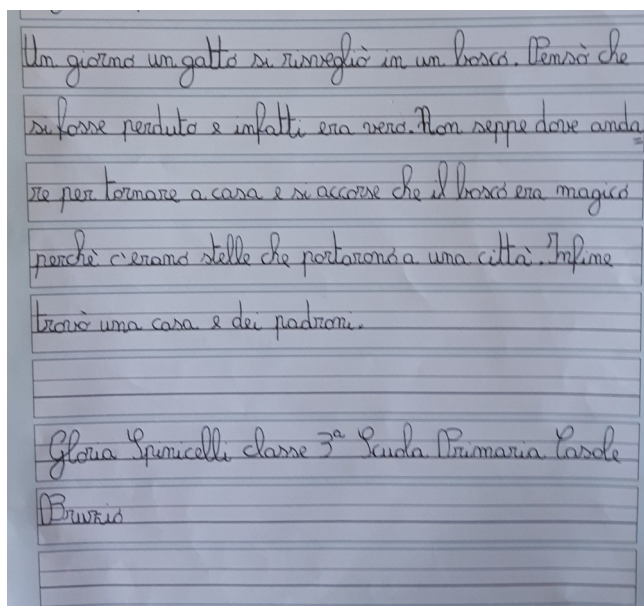 Un giorno un gatto si risvegliò in un bosco. Pensò che
si fosse perduto e infatti era vero. Non seppe dove anda=
re per tornare a casa e si accorse che il bosco era magico
perchè c'erano stelle che portarono a una città. Infine
trovò una casa e dei padroni.
Gloria Spinicelli classe 3ª Scuola Primaria Casole
Bruzio